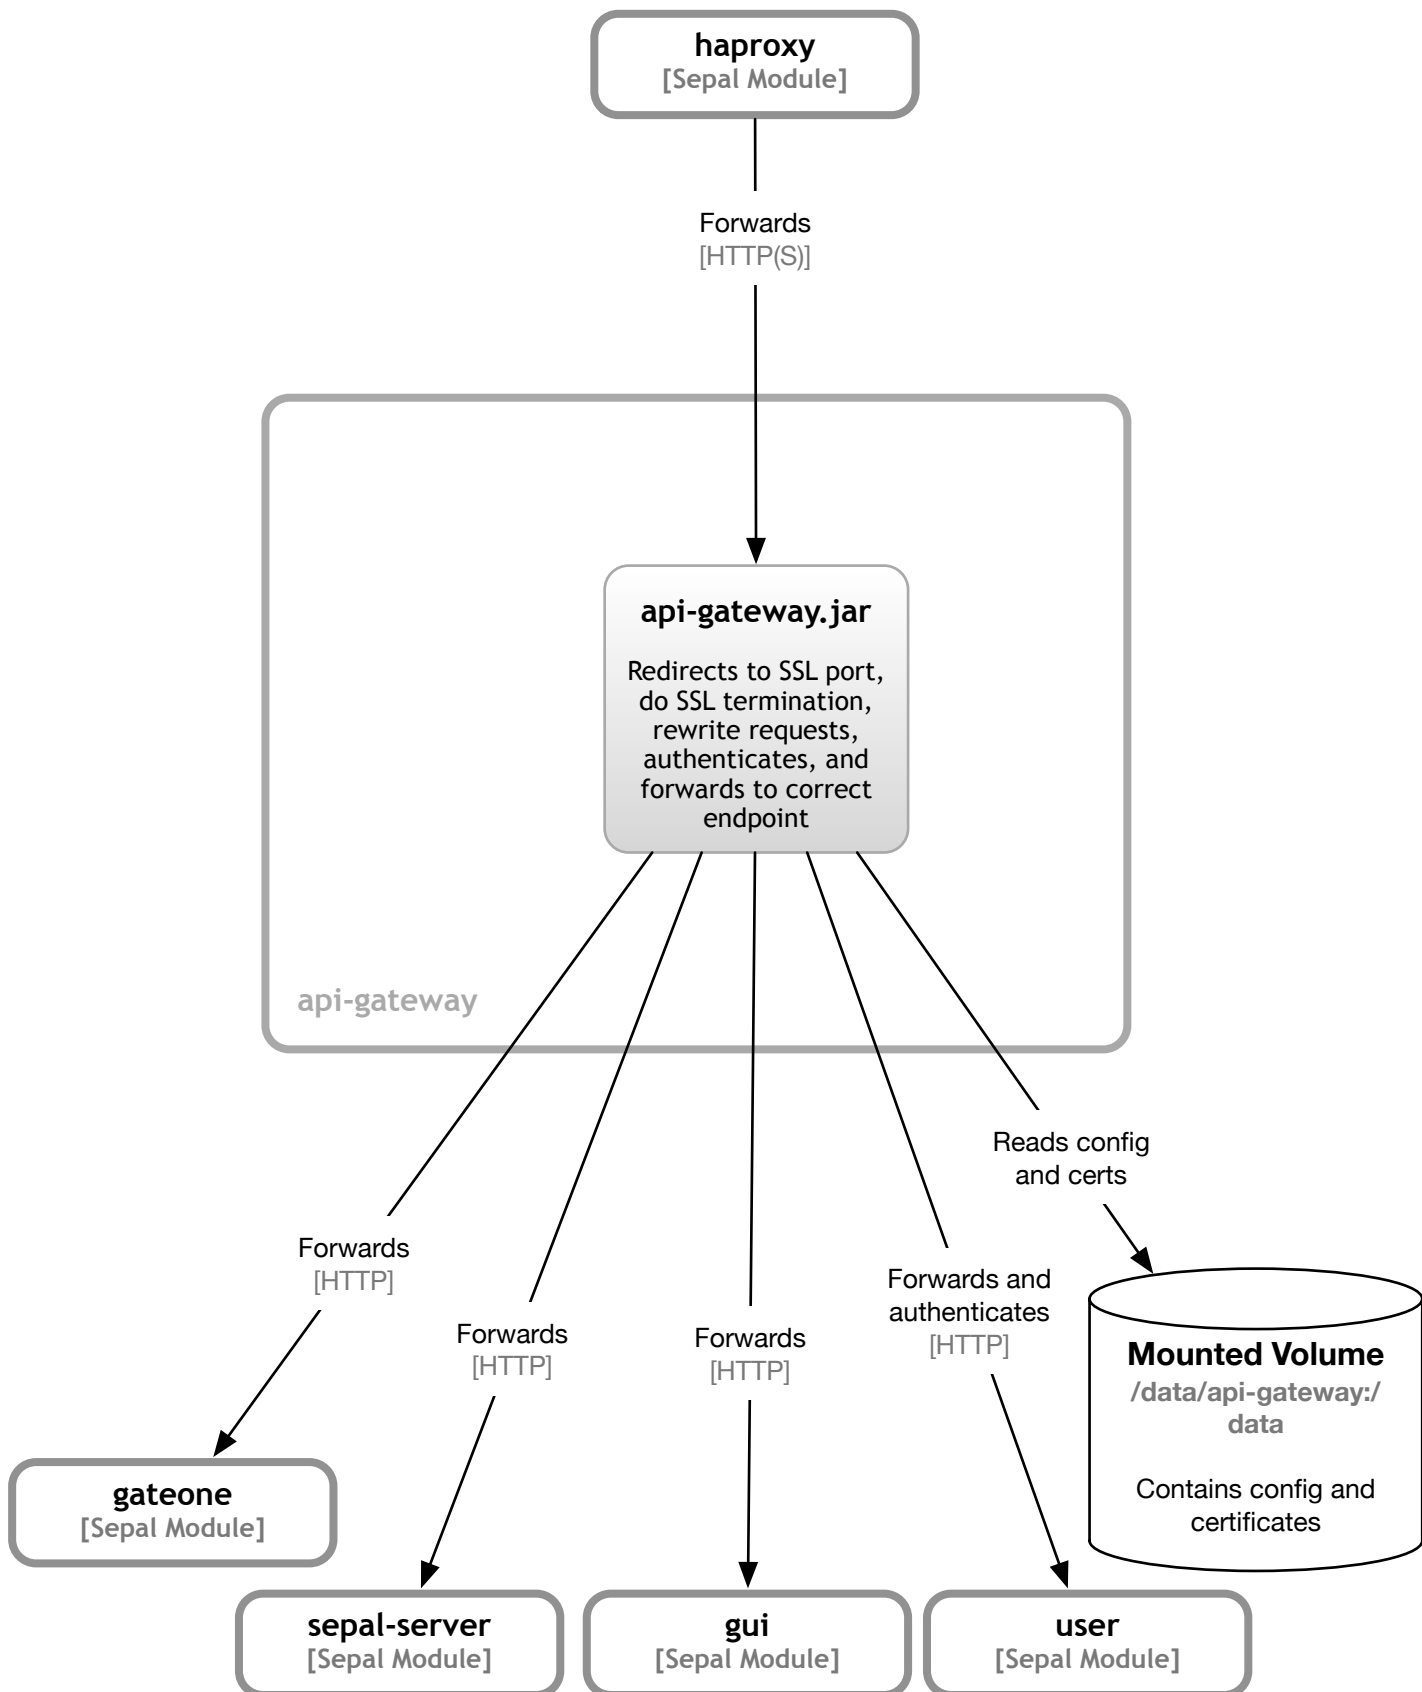 haproxy
[Sepal Module]
Forwards
[HTTP(S)]
api-gateway.jar
Redirects to SSL port,
do SSL termination,
rewrite requests,
authenticates, and
forwards to correct
endpoint
api-gateway
Reads config
and certs
Forwards
[HTTP]
Forwards and
authenticates
[HTTP]
Forwards
[HTTP]
Forwards
[HTTP]
Mounted Volume
/data/api-gateway:/
data
Contains config and
certificates
gateone
[Sepal Module]
sepal-server
[Sepal Module]
gui
[Sepal Module]
user
[Sepal Module]